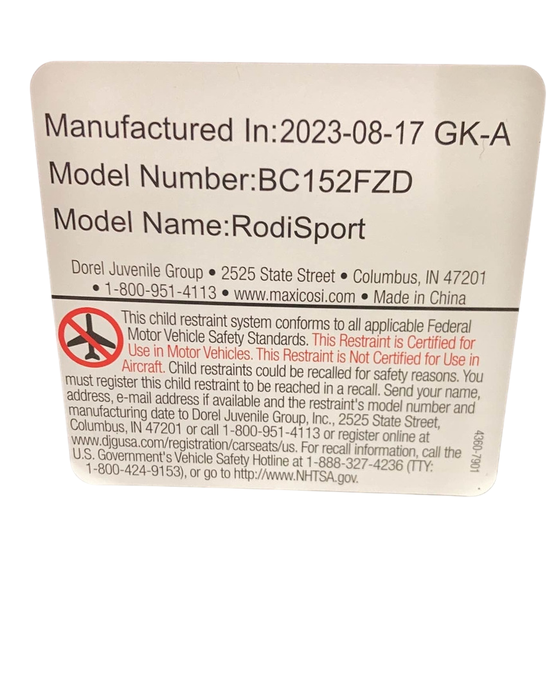 Manufactured In:2023-08-17 GK-A
Model Number:BC152FZD
Model Name:RodiSport
Dorel Juvenile Group • 2525 State Street • Columbus, IN 47201
• 1-800-951-4113 • www.maxicosi.com • Made in China
This child restraint system conforms to all applicable Federal
Motor Vehicle Safety Standards. This Restraint is Certified for
Use in Motor Vehicles. This Restraint is Not Certified for Use in
Aircraft. Child restraints could be recalled for safety reasons. You
must register this child restraint to be reached in a recall. Send your name,
address, e-mail address if available and the restraint's model number and
manufacturing date to Dorel Juvenile Group, Inc., 2525 State Street,
Columbus, IN 47201 or call 1-800-951-4113 or register online at
www.djgusa.com/registration/carseats/us. For recall information, call the
U.S. Government's Vehicle Safety Hotline at 1-888-327-4236 (TTY:
1-800-424-9153), or go to http://www.NHTSA.gov.
4360-7901